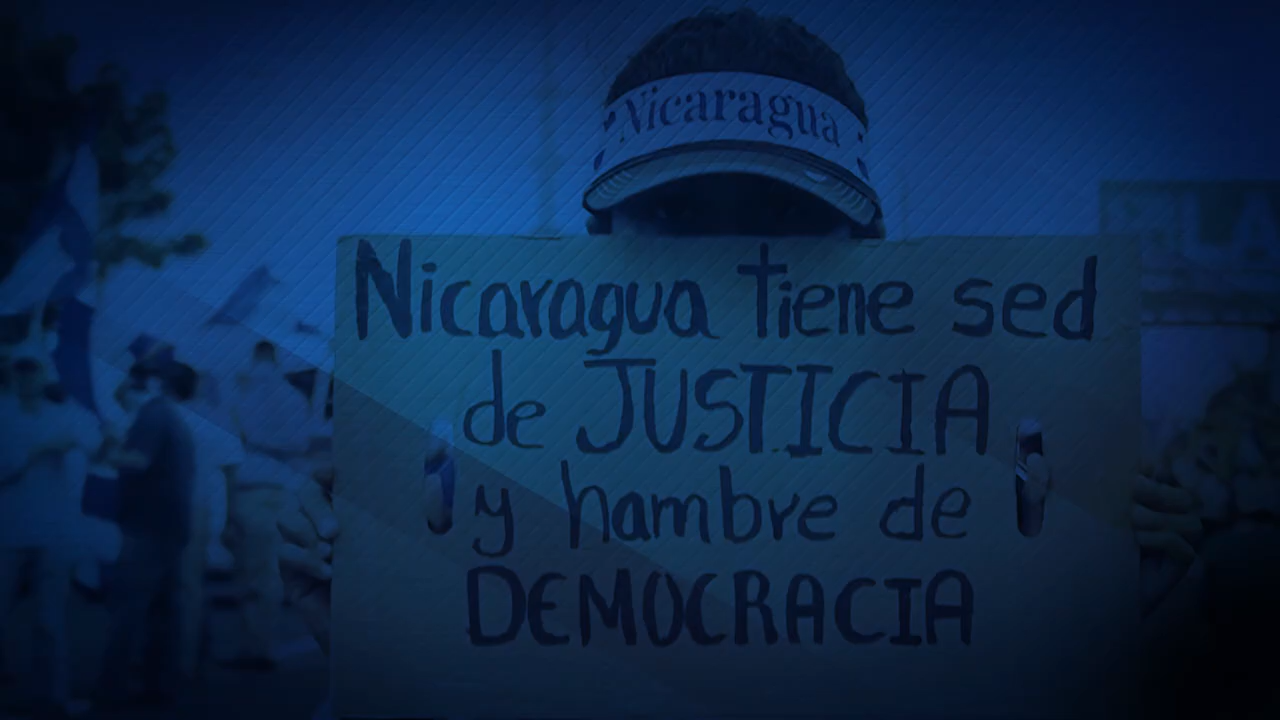 Nicaragua
Nicaragua tiene sed
de JUSTICIA
y hambre de
DEMOCRACIA